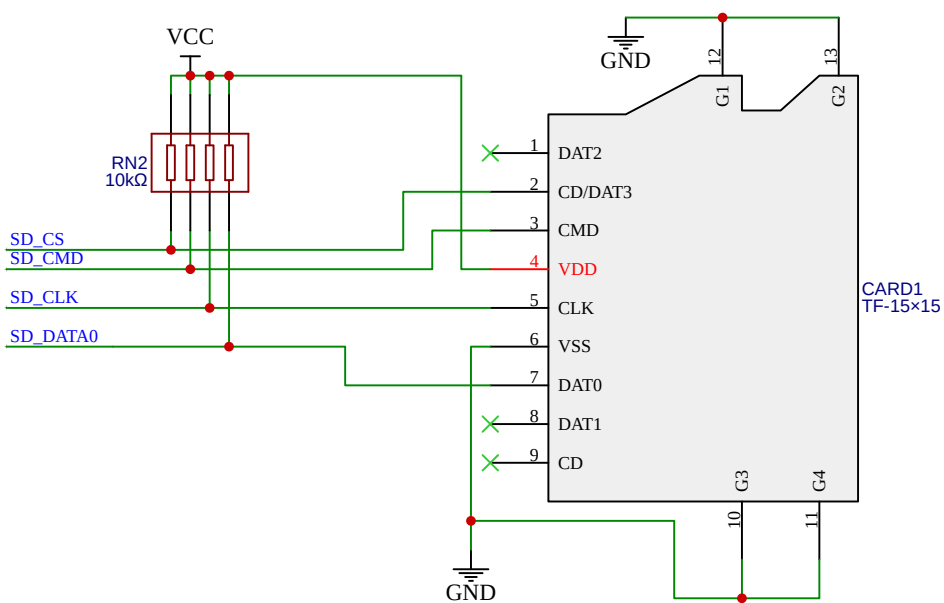 VCC
GND
12
13
G1
G2
1 DAT2
RN2
10kΩ
2 CD/DAT3
3 CMD
SD_CS
SD_CMD
4 VDD
CARD1
TF-15×15
SD_CLK
5 CLK
SD_DATA0
6 VSS
7 DAT0
8 DAT1
9 CD
G3
G4
10
11
GND